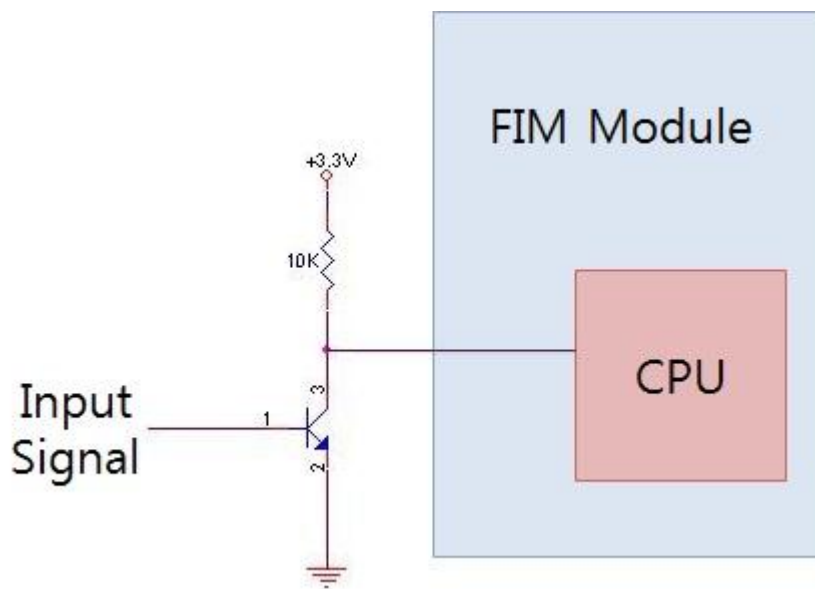 FIM Module
+3.3V
10K
CPU
3
Input
Signal
1
2